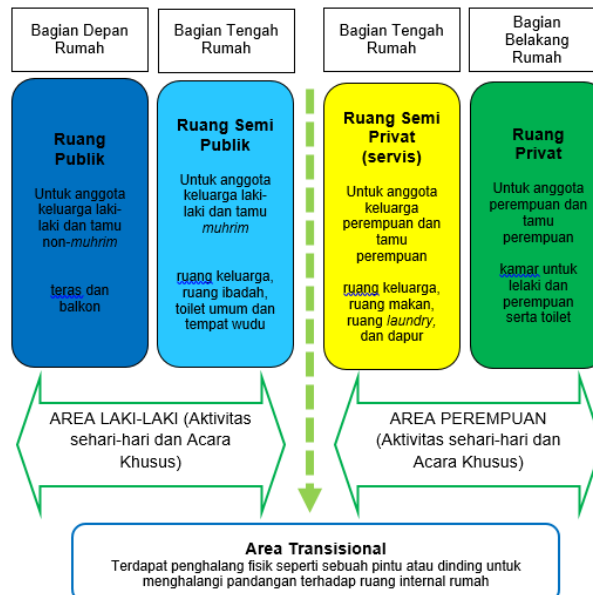 Bagian Depan
Rumah
Bagian Tengah
Rumah
Bagian Tengah
Rumah
Bagian
Belakang
Rumah
Ruang
Publik
Untuk anggota
keluarga laki-
laki dan tamu
non-muhrim
teras dan
balkon
Ruang Semi
Publik
Untuk anggota
keluarga laki-
laki dan tamu
muhrim
ruang keluarga,
ruang ibadah,
toilet umum dan
tempat wudu
Ruang Semi
Privat
(servis)
Untuk anggota
keluarga
perempuan dan
tamu
perempuan
ruang keluarga,
ruang makan,
ruang laundry,
dan dapur
Ruang
Privat
Untuk anggota
perempuan dan
tamu
perempuan
kamar untuk
lelaki dan
perempuan
serta toilet
AREA LAKI-LAKI (Aktivitas
sehari-hari dan Acara
Khusus)
AREA PEREMPUAN
(Aktivitas sehari-hari dan
Acara Khusus)
Area Transisional
Terdapat penghalang fisik seperti sebuah pintu atau dinding untuk
menghalangi pandangan terhadap ruang internal rumah